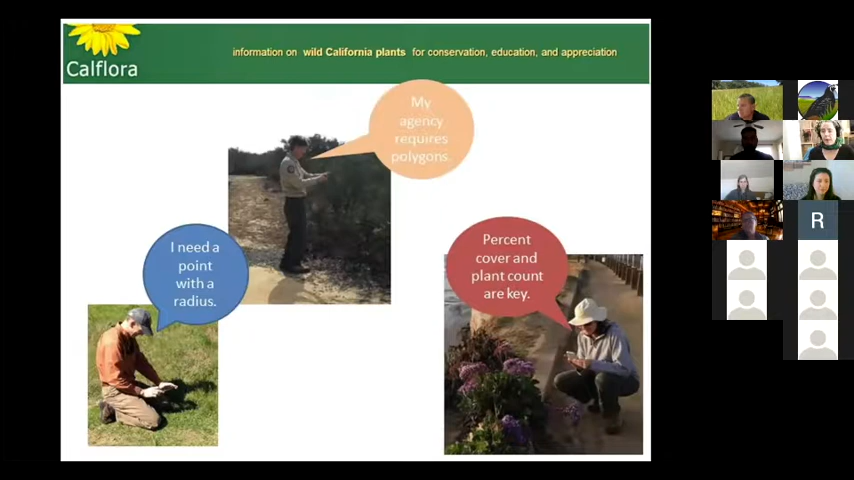 information on wild California plants for conservation, education, and appreciation
Calflora
My
agency
requires
polygons.
I need a
point
with a
radius.
Percent
cover and
plant count
are key.
R